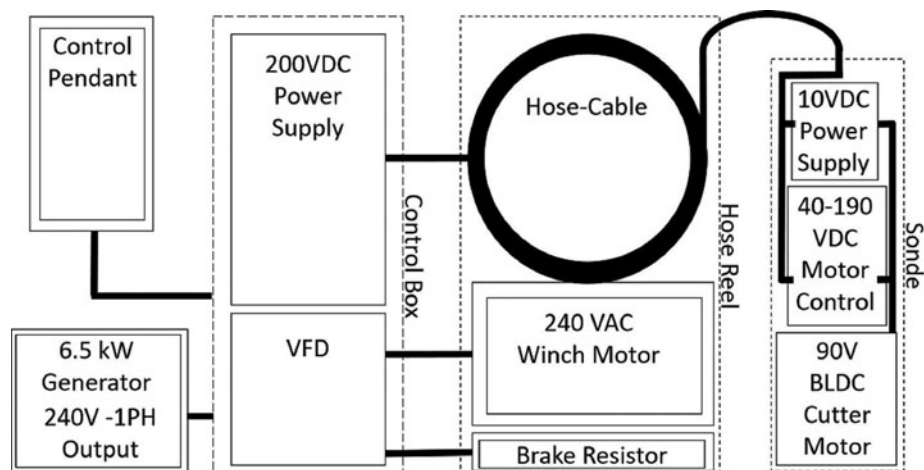 Control
Pendant
200VDC
Power
Supply
Control Box
VFD
6.5 kW
Generator
240V -1PH
Output
Hose-Cable
Hose Reel
240 VAC
Winch Motor
Brake Resistor
10VDC
Power
Supply
40-190
VDC
Motor
Control
Sonde
90V
BLDC
Cutter
Motor